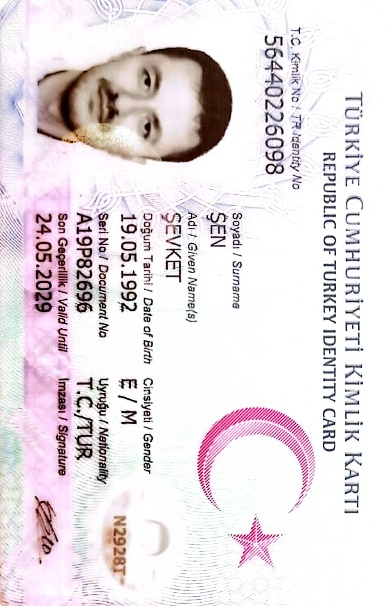 TÜRKİYE CUMHURİYETİ KİMLİK KARTI
REPUBLIC OF TURKEY IDENTITY CARD
T.C. Kimlik No / TR Identity No
56440226098
Soyadı / Surname
ŞEN
Adı / Given Name(s)
ŞEVKET
Doğum Tarihi / Date of Birth Cinsiyeti / Gender
19.05.1992 E / M
Seri No / Document No Uyruğu / Nationality
A19P82696 T.C./TUR
Son Geçerlilik / Valid Until İmzası / Signature
24.05.2029
N2928T